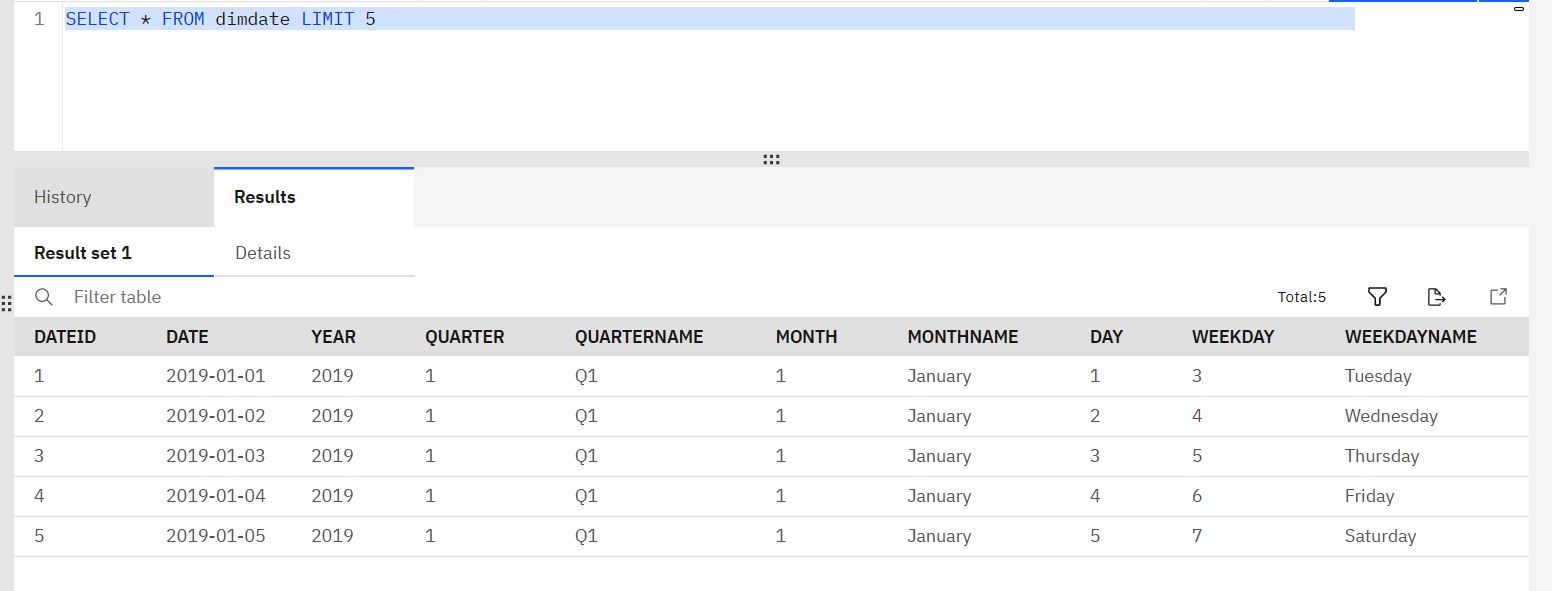 1 SELECT * FROM dimdate LIMIT 5
History Results
Result set 1 Details
Filter table Total:5
DATEID DATE YEAR QUARTER QUARTERNAME MONTH MONTHNAME DAY WEEKDAY WEEKDAYNAME
1 2019-01-01 2019 1 Q1 1 January 1 3 Tuesday
2 2019-01-02 2019 1 Q1 1 January 2 4 Wednesday
3 2019-01-03 2019 1 Q1 1 January 3 5 Thursday
4 2019-01-04 2019 1 Q1 1 January 4 6 Friday
5 2019-01-05 2019 1 Q1 1 January 5 7 Saturday